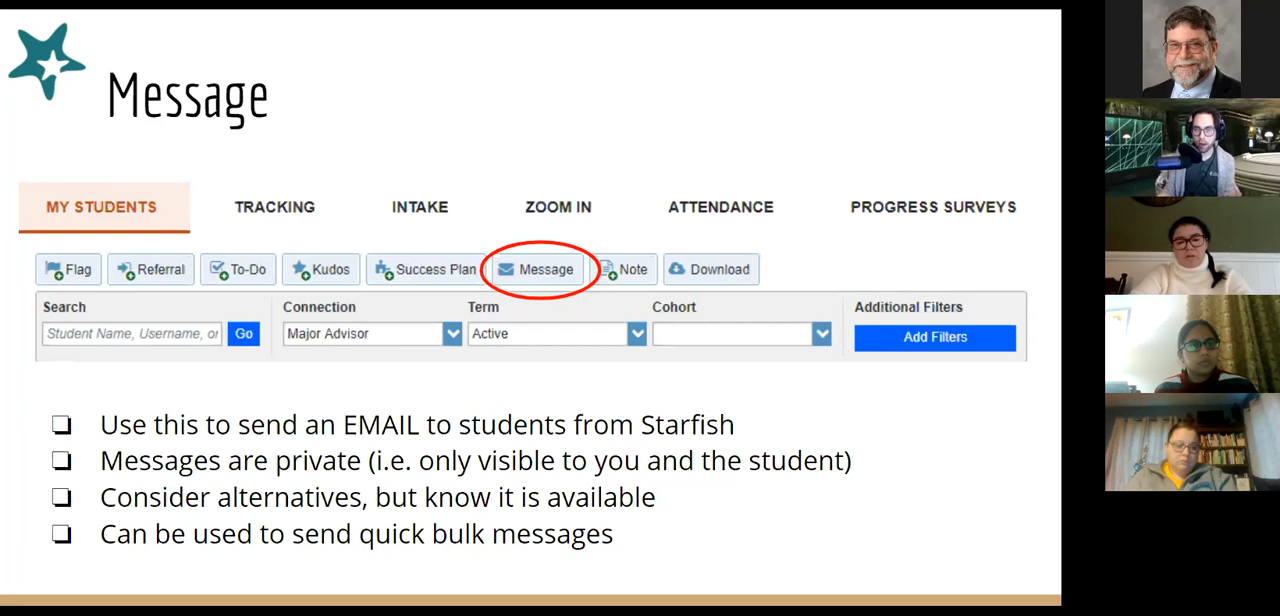 Message
MY STUDENTS TRACKING INTAKE ZOOM IN ATTENDANCE PROGRESS SURVEYS
Flag Referral To-Do Kudos Success Plan Message Note Download
Search Connection Term Cohort Additional Filters
Student Name, Username, or Go Major Advisor Active Add Filters
❏ Use this to send an EMAIL to students from Starfish
❏ Messages are private (i.e. only visible to you and the student)
❏ Consider alternatives, but know it is available
❏ Can be used to send quick bulk messages